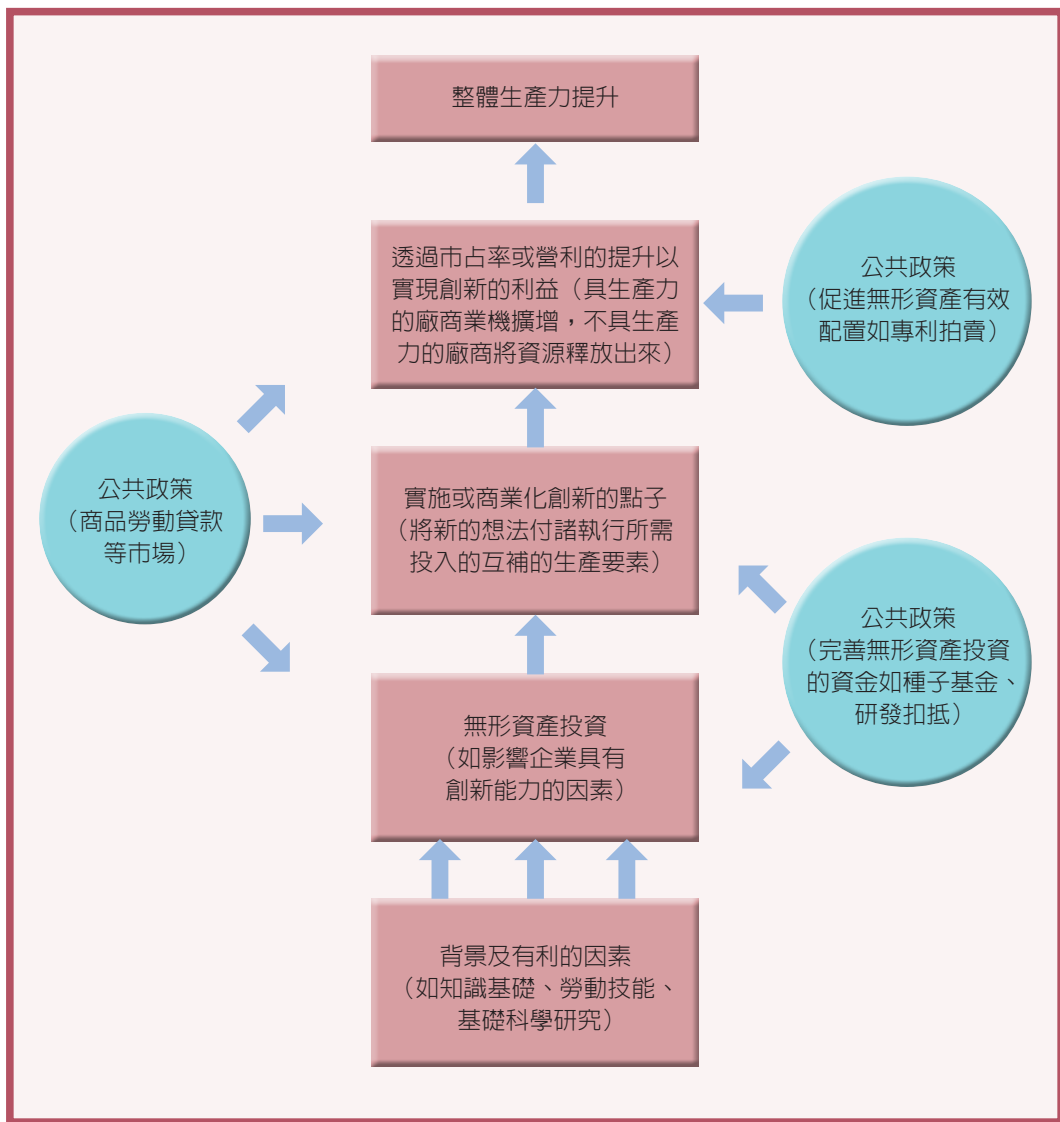 整體生產力提升
透過市占率或營利的提升以
實現創新的利益（具生產力
的廠商業機擴增，不具生產
力的廠商將資源釋放出來）
公共政策
（促進無形資產有效
配置如專利拍賣）
公共政策
（商品勞動貸款
等市場）
實施或商業化創新的點子
（將新的想法付諸執行所需
投入的互補的生產要素）
公共政策
（完善無形資產投資
的資金如種子基金、
研發扣抵）
無形資產投資
（如影響企業具有
創新能力的因素）
背景及有利的因素
（如知識基礎、勞動技能、
基礎科學研究）